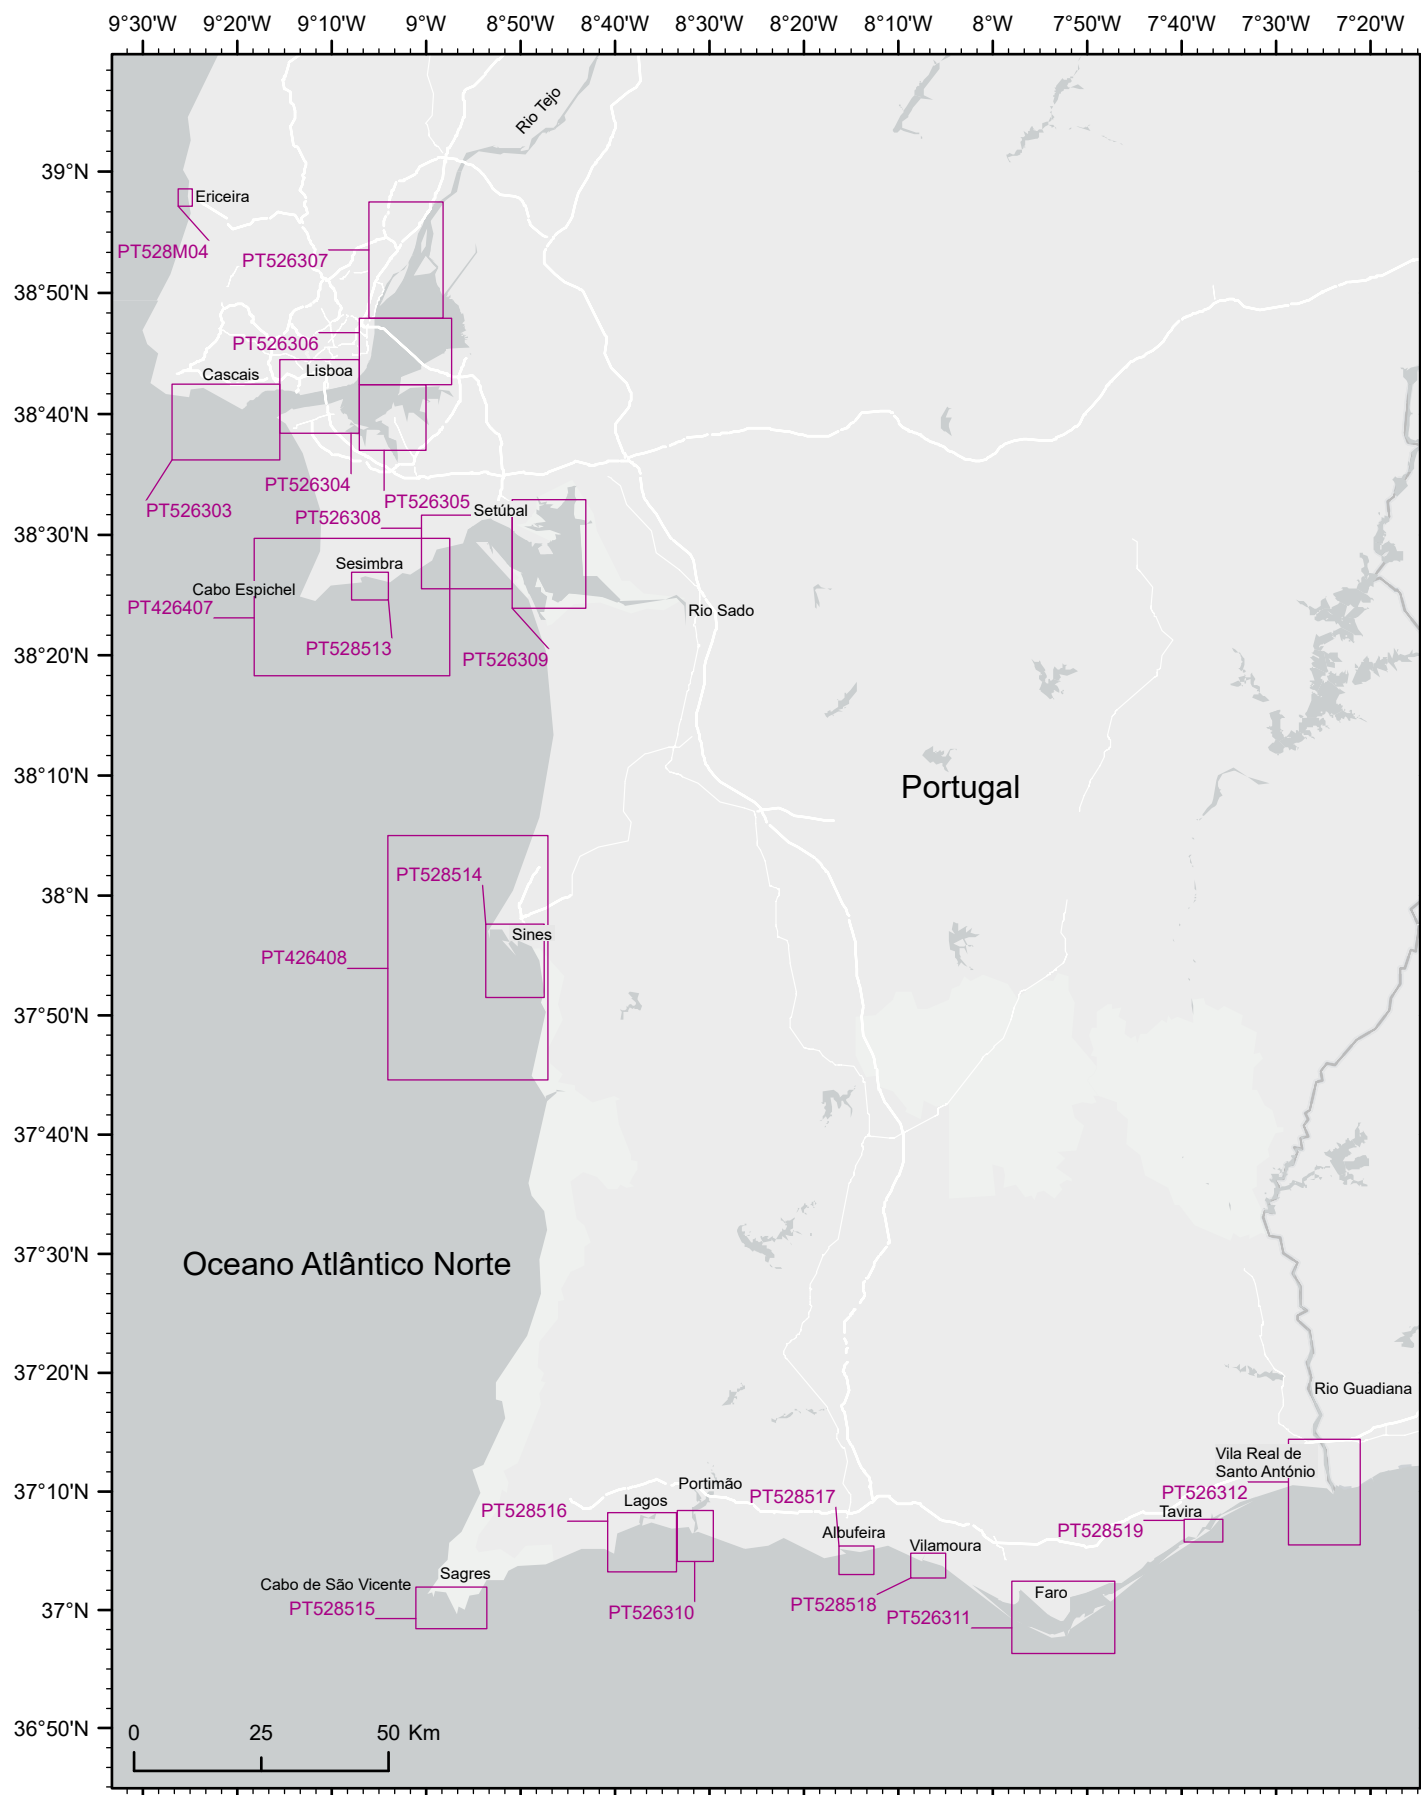 9°30'W 9°20'W 9°10'W 9°W 8°50'W 8°40'W 8°30'W 8°20'W 8°10'W 8°W 7°50'W 7°40'W 7°30'W 7°20'W
Rio Tejo
39°N
Ericeira
PT528M04
PT526307
38°50'N
PT526306
Lisboa
Cascais
38°40'N
PT526304
PT526305
PT526303
Setúbal
PT526308
38°30'N
Sesimbra
Cabo Espichel
PT426407
Rio Sado
PT528513
PT526309
38°20'N
38°10'N
Portugal
PT528514
38°N
Sines
PT426408
37°50'N
37°40'N
37°30'N
Oceano Atlântico Norte
37°20'N
Rio Guadiana
Vila Real de
Santo António
37°10'N
Portimão
PT526312
PT528517
Lagos
PT528516
Tavira
PT528519
Albufeira
Vilamoura
Sagres
Cabo de São Vicente
Faro
PT528518
PT528515
37°N
PT526310
PT526311
36°50'N
0 25 50 Km